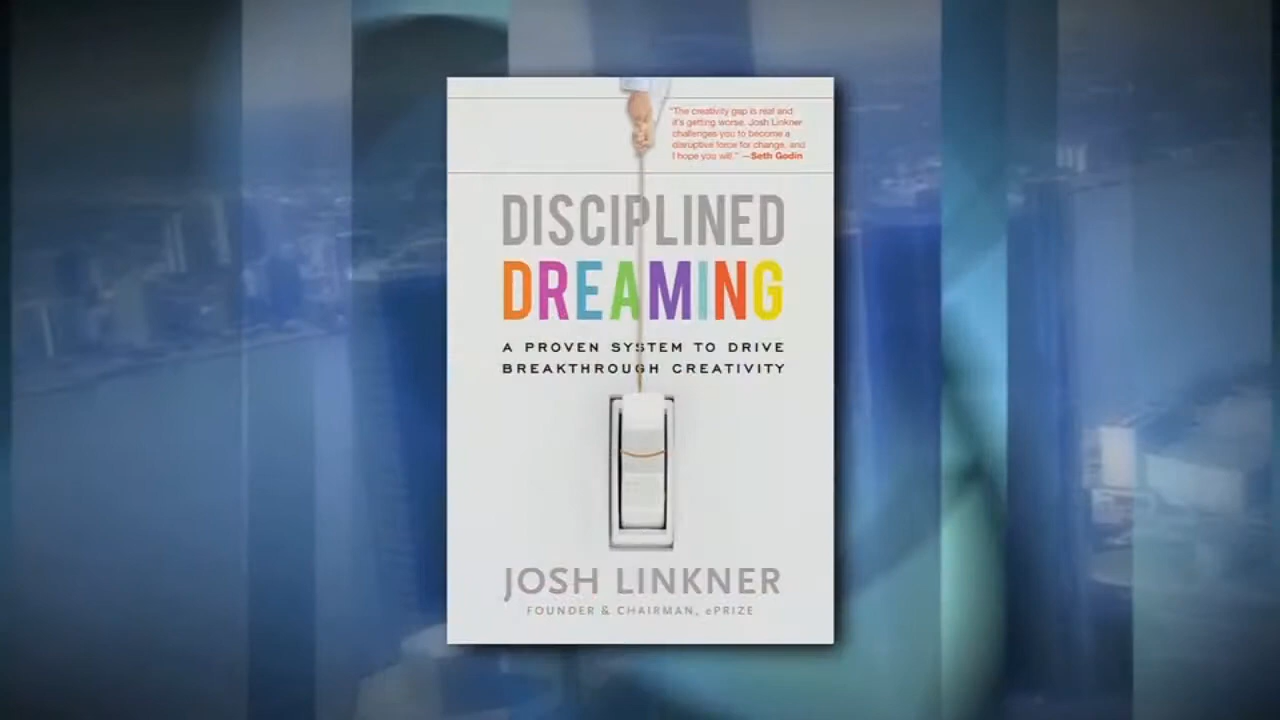 "The creativity gap is real and
it's getting worse. Josh Linkner
challenges you to become a
disruptive force for change, and
I hope you will." —Seth Godin
DISCIPLINED
DREAMING
A PROVEN SYSTEM TO DRIVE
BREAKTHROUGH CREATIVITY
JOSH LINKNER
FOUNDER & CHAIRMAN, ePRIZE